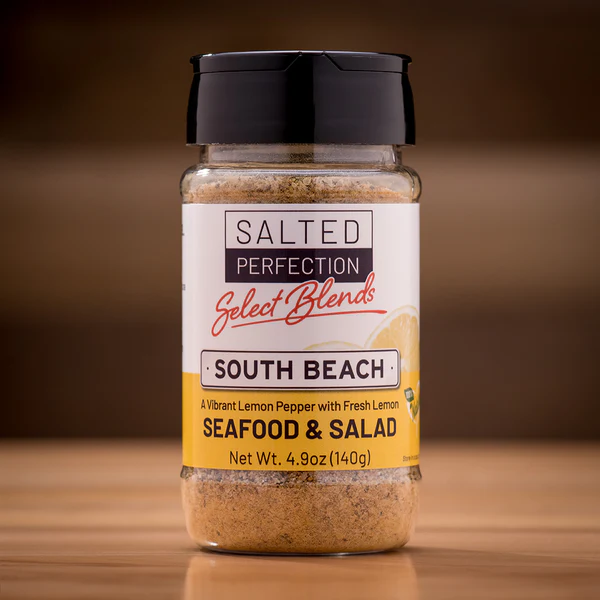 SALTED
PERFECTION
Select Blends
· SOUTH BEACH ·
A Vibrant Lemon Pepper with Fresh Lemon
SEAFOOD & SALAD
Net Wt. 4.9oz (140g)